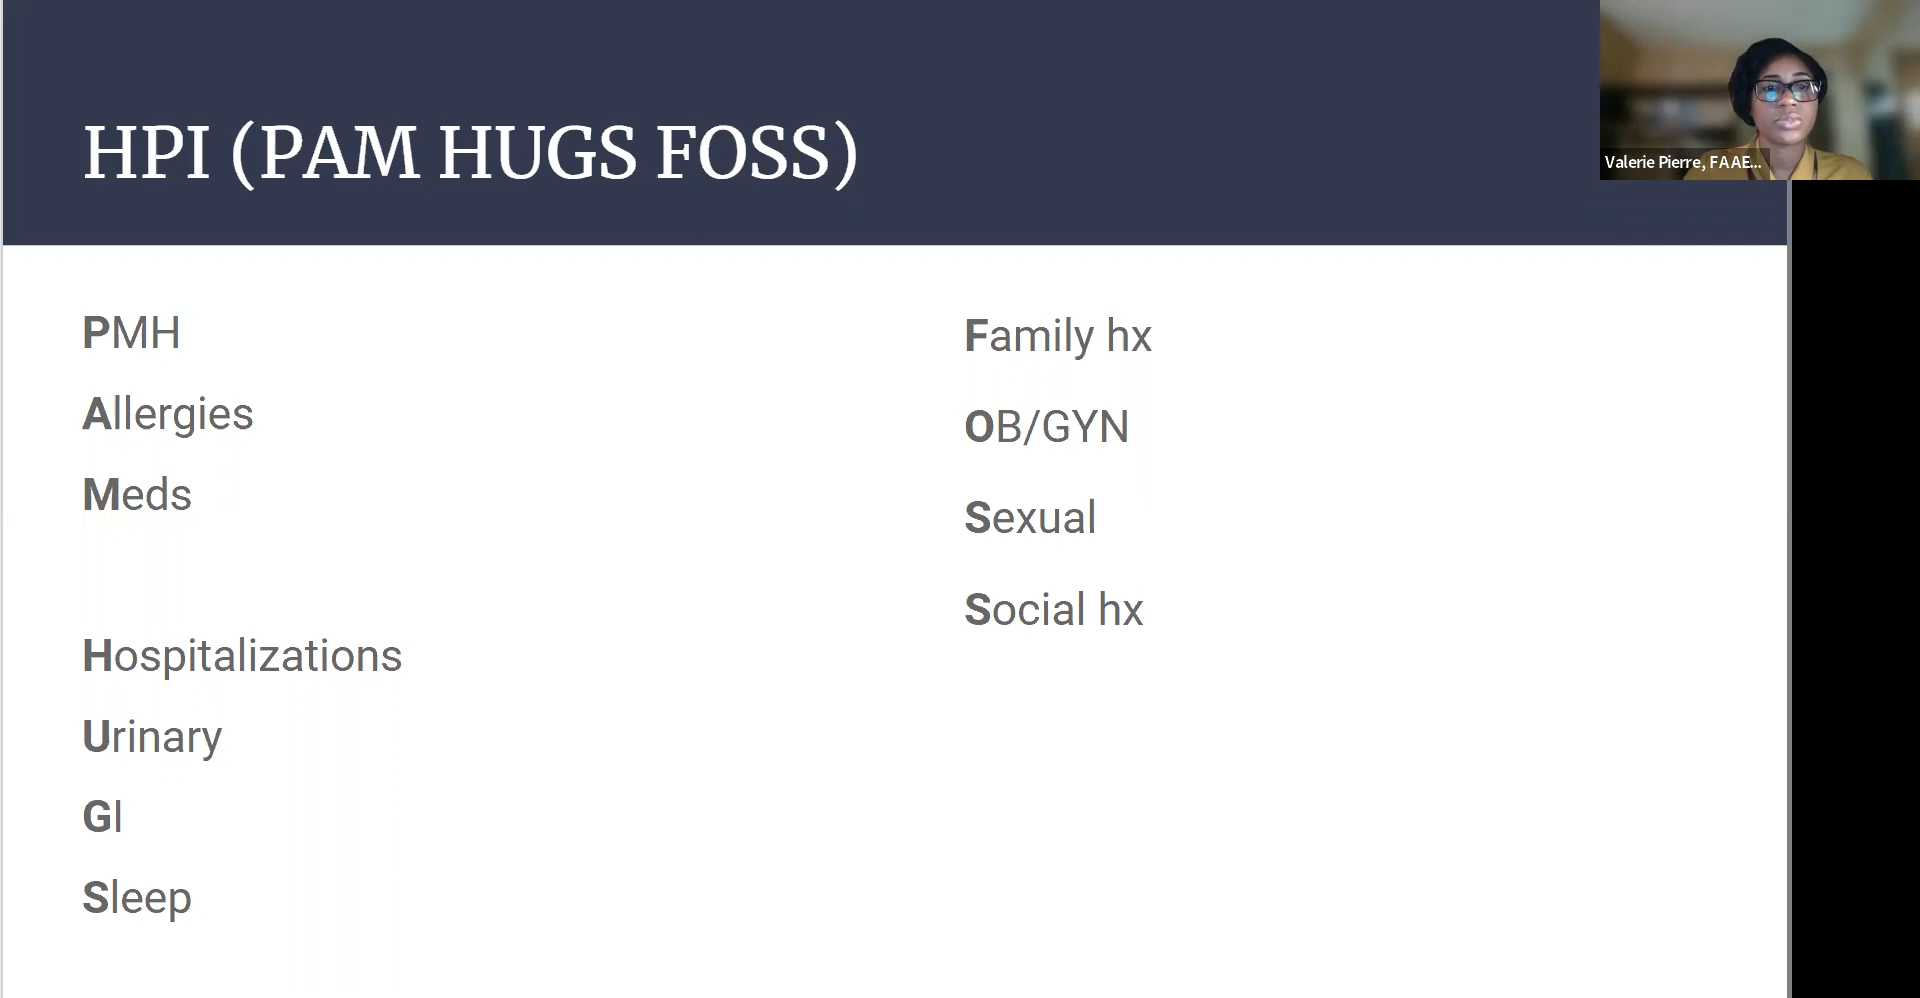 HPI (PAM HUGS FOSS)
Valerie Pierre, FAAE...
PMH
Allergies
Meds
Hospitalizations
Urinary
GI
Sleep
Family hx
OB/GYN
Sexual
Social hx